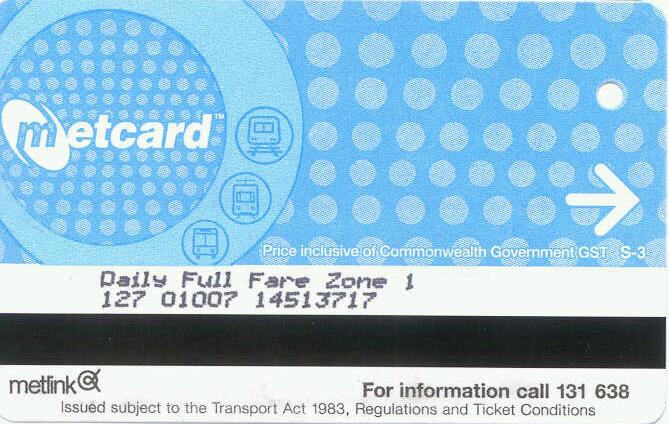 metcard™
Price inclusive of Commonwealth Government GST S-3
Daily Full Fare Zone 1
127 01007 14513717
metlink
For information call 131 638
Issued subject to the Transport Act 1983, Regulations and Ticket Conditions